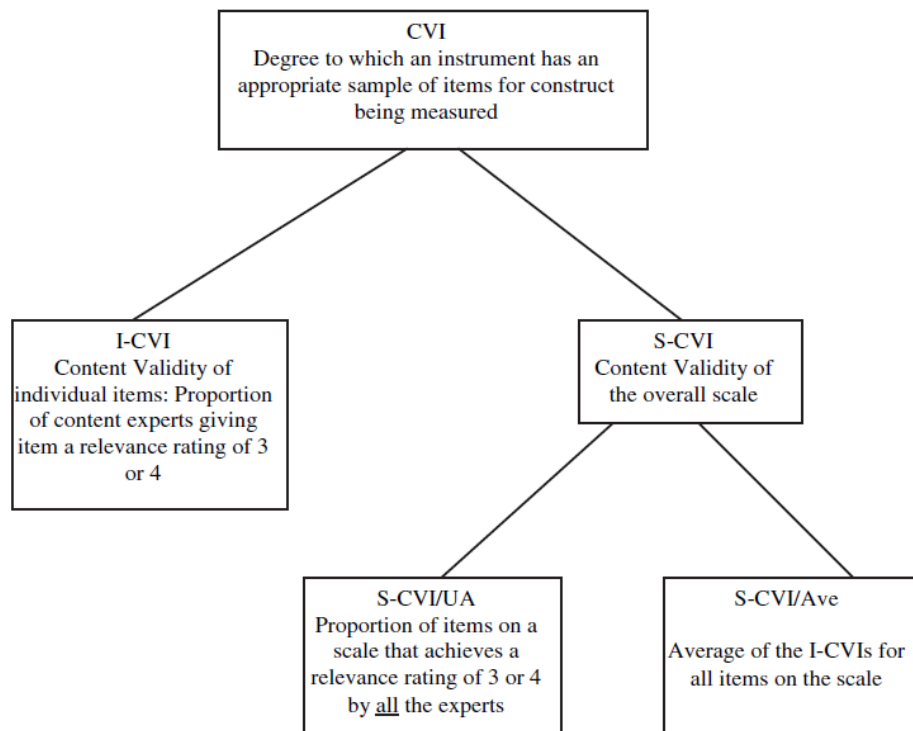 CVI
Degree to which an instrument has an
appropriate sample of items for construct
being measured
I-CVI
Content Validity of
individual items: Proportion
of content experts giving
item a relevance rating of 3
or 4
S-CVI
Content Validity of
the overall scale
S-CVI/UA
Proportion of items on a
scale that achieves a
relevance rating of 3 or 4
by all the experts
S-CVI/Ave
Average of the I-CVIs for
all items on the scale